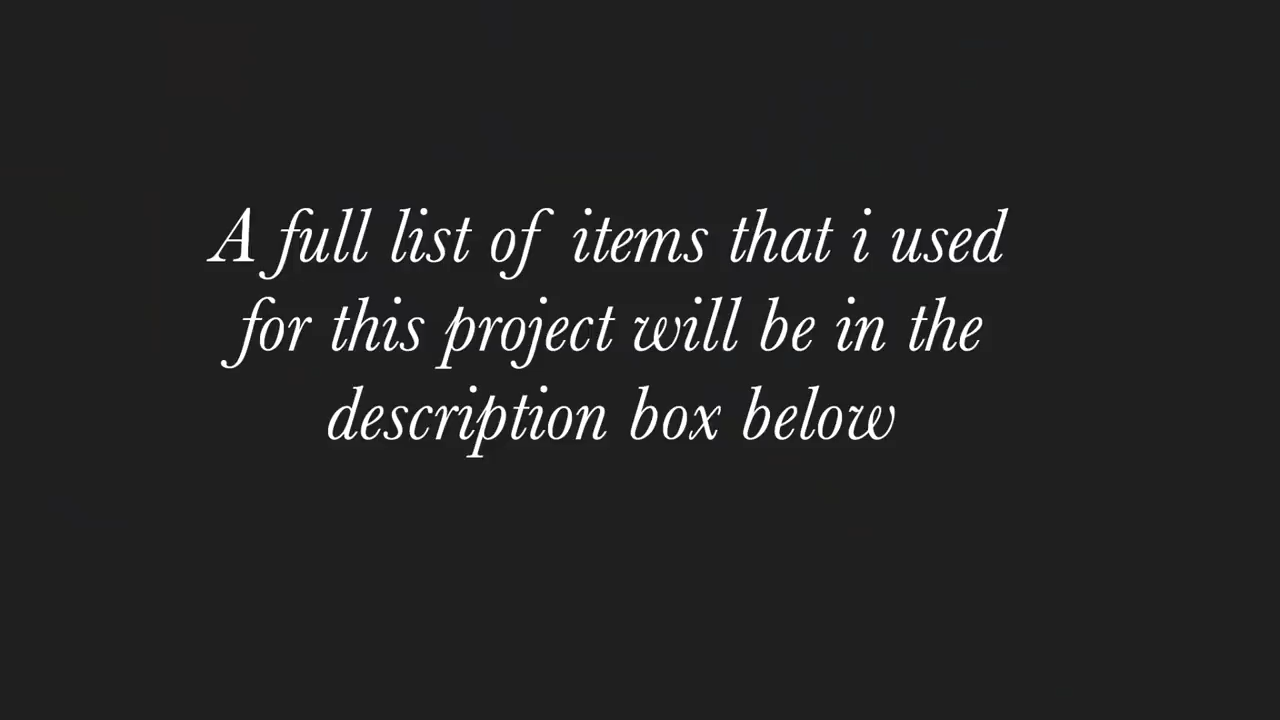 A full list of items that i used
for this project will be in the
description box below